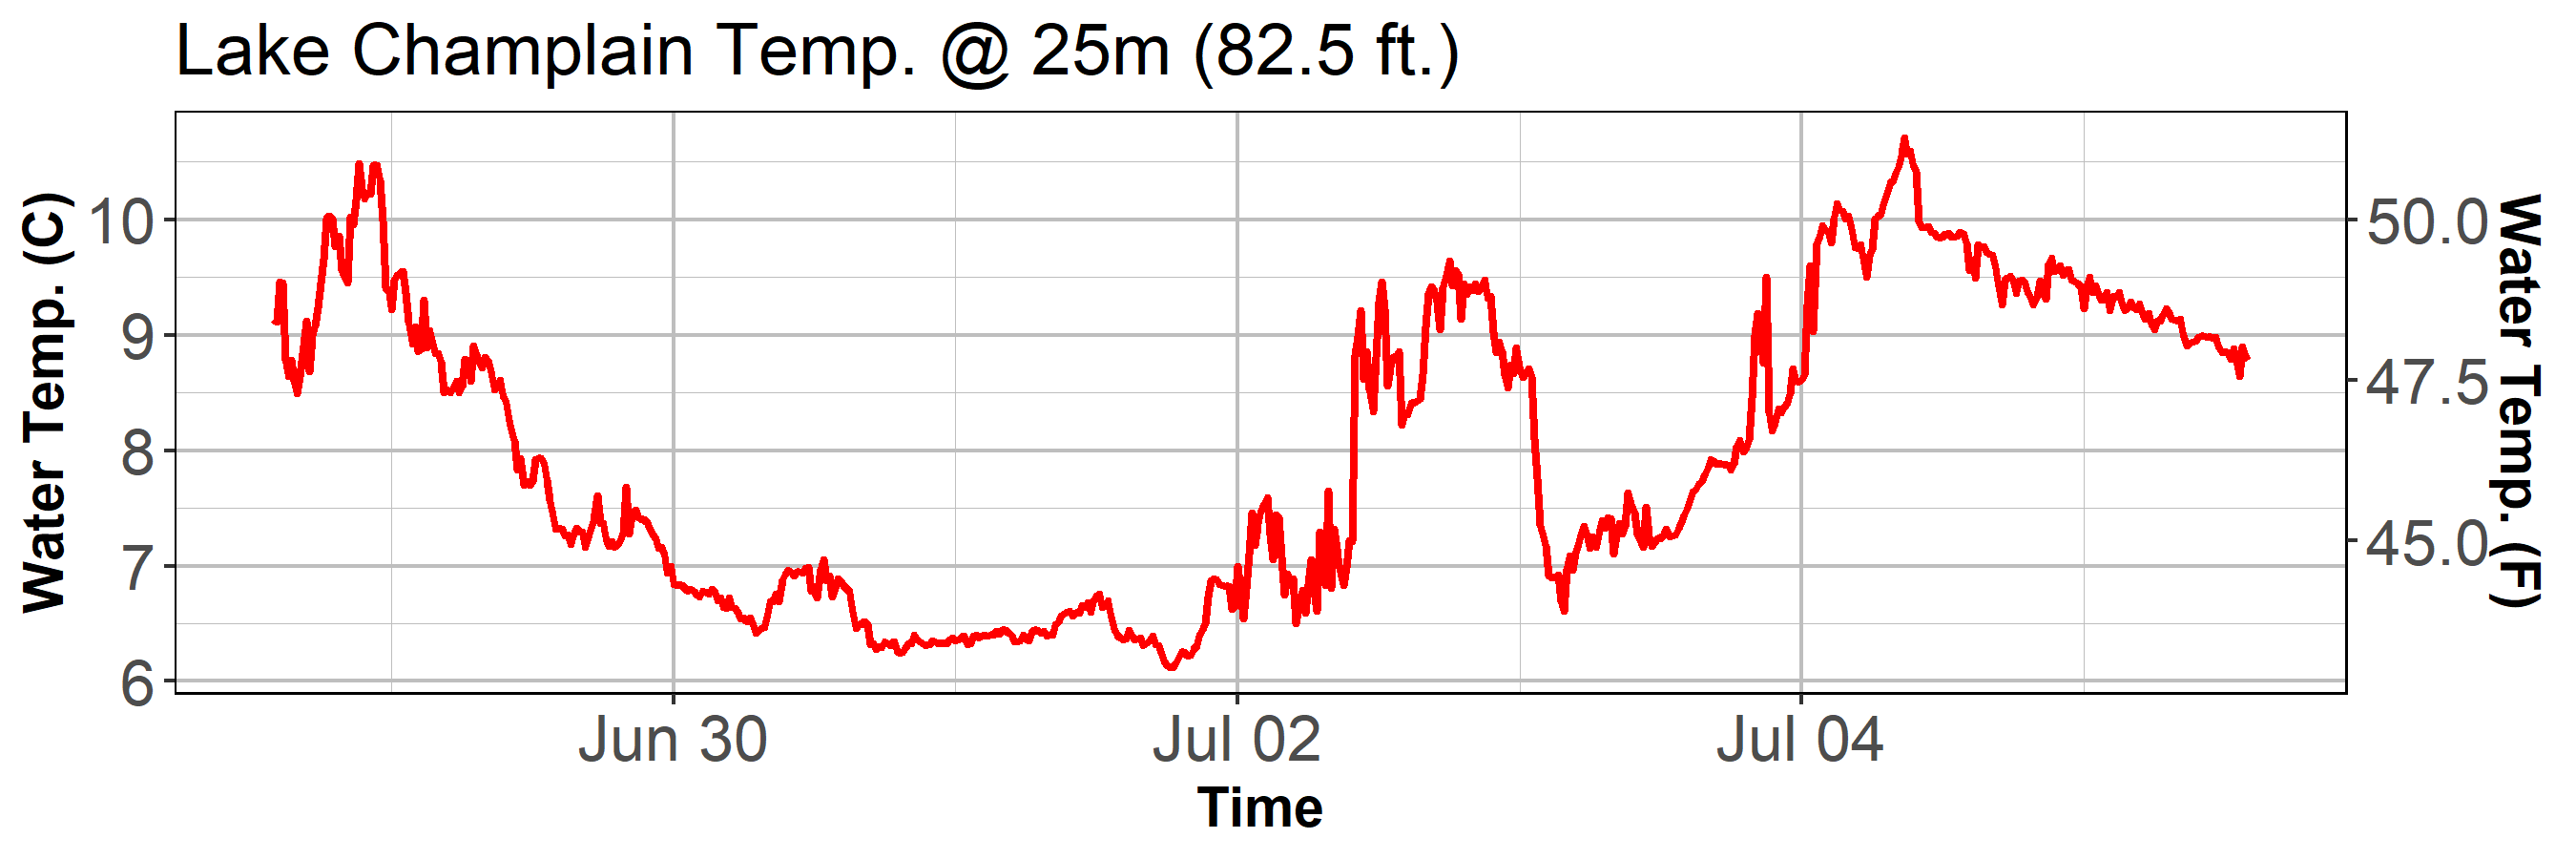 Lake Champlain Temp. @ 25m (82.5 ft.)
Water Temp. (C)
10
9
8
7
6
50.0
47.5
45.0
Water Temp. (F)
Jun 30
Jul 02
Jul 04
Time